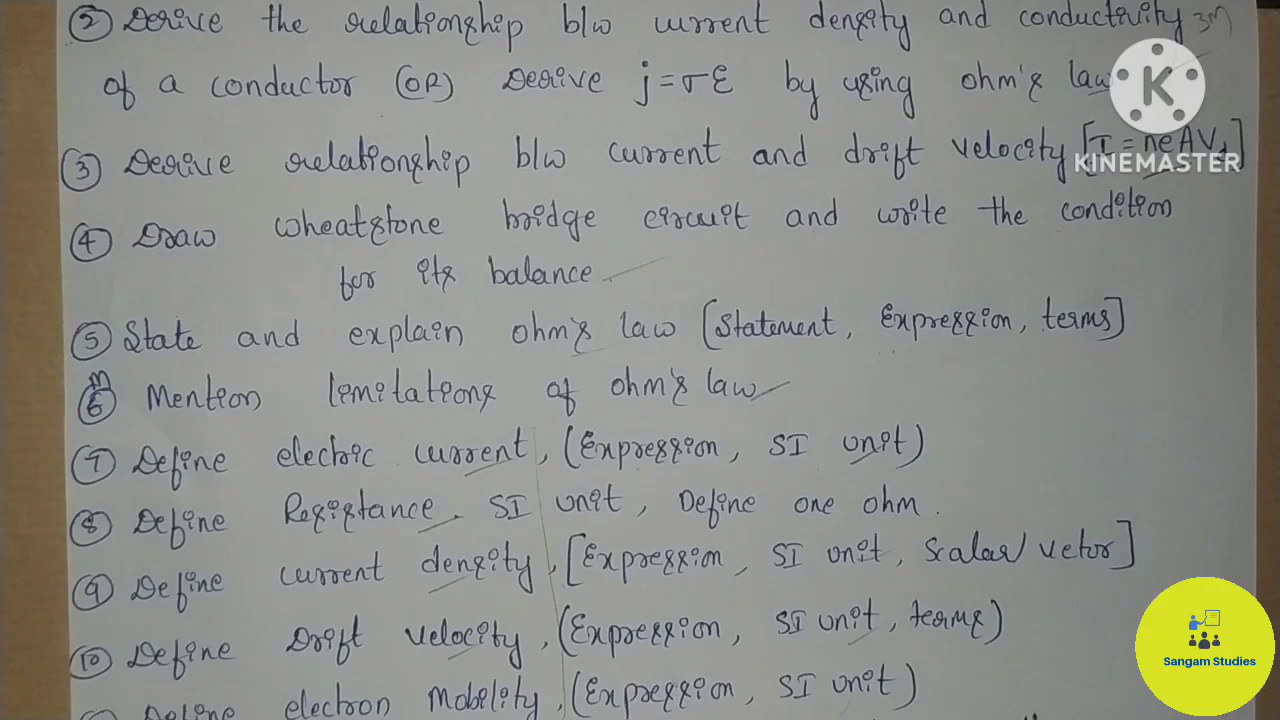 ② Derive the relationship b/w current density and conductivity 3m
of a conductor (OR) Derive j=σE by using ohm's law
③ Derive relationship b/w current and drift velocity [I = neAVd]
④ Draw wheatstone bridge circuit and write the condition
for its balance.
⑤ State and explain ohm's law [Statement, Expression, terms]
m
⑥ Mention limitations of ohm's law
⑦ Define electric current, (Expression, SI unit)
⑧ Define Resistance. SI unit, Define one ohm.
⑨ Define current density, [Expression, SI unit, Scalar/vetor]
⑩ Define Drift velocity, (Expression, SI unit, terms)
Define electron Mobility, (Expression, SI unit)
K
KINEMASTER
Sangam Studies